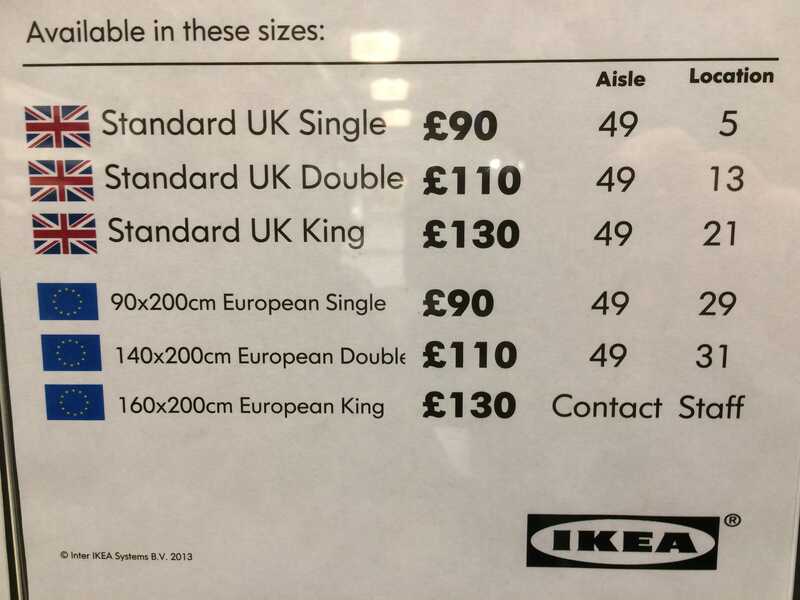 Available in these sizes:
Aisle Location
Standard UK Single £90 49 5
Standard UK Double £110 49 13
Standard UK King £130 49 21
90x200cm European Single £90 49 29
140x200cm European Double £110 49 31
160x200cm European King £130 Contact Staff
IKEA ®
© Inter IKEA Systems B.V. 2013